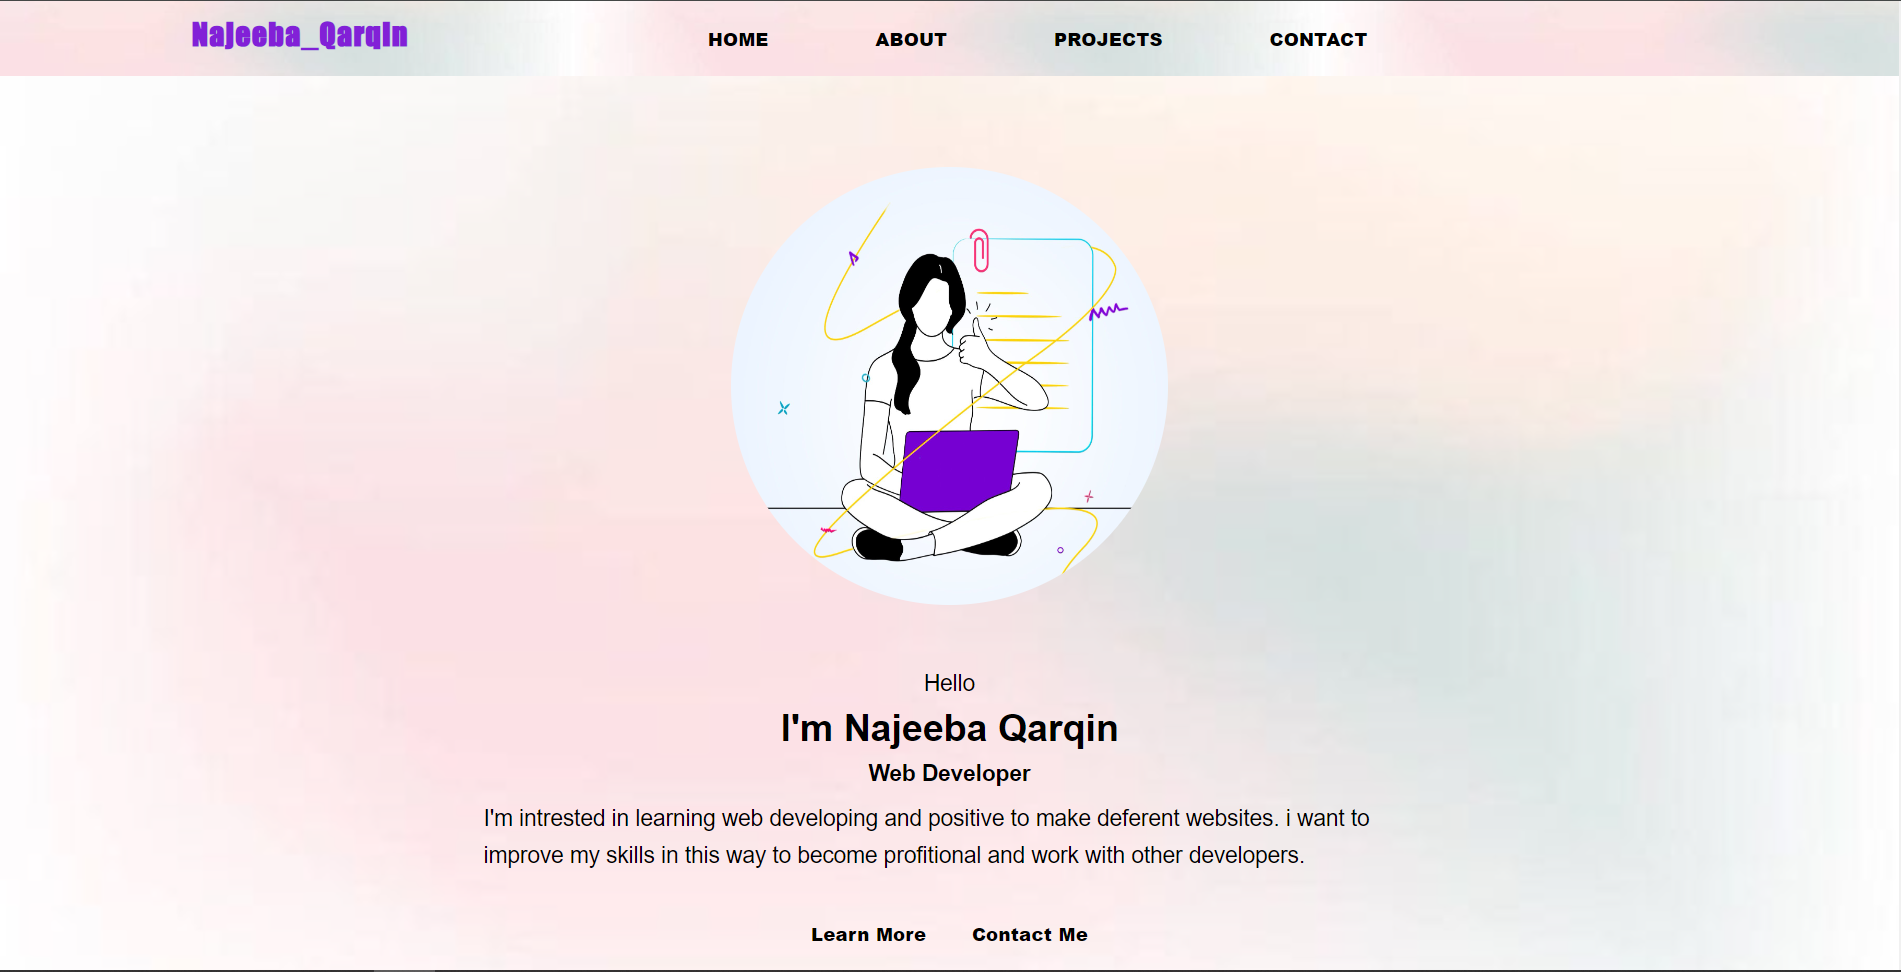 Najeeba_Qarqin
HOME ABOUT PROJECTS CONTACT
Hello
I'm Najeeba Qarqin
Web Developer
I'm intrested in learning web developing and positive to make deferent websites. i want to
improve my skills in this way to become profitional and work with other developers.
Learn More Contact Me